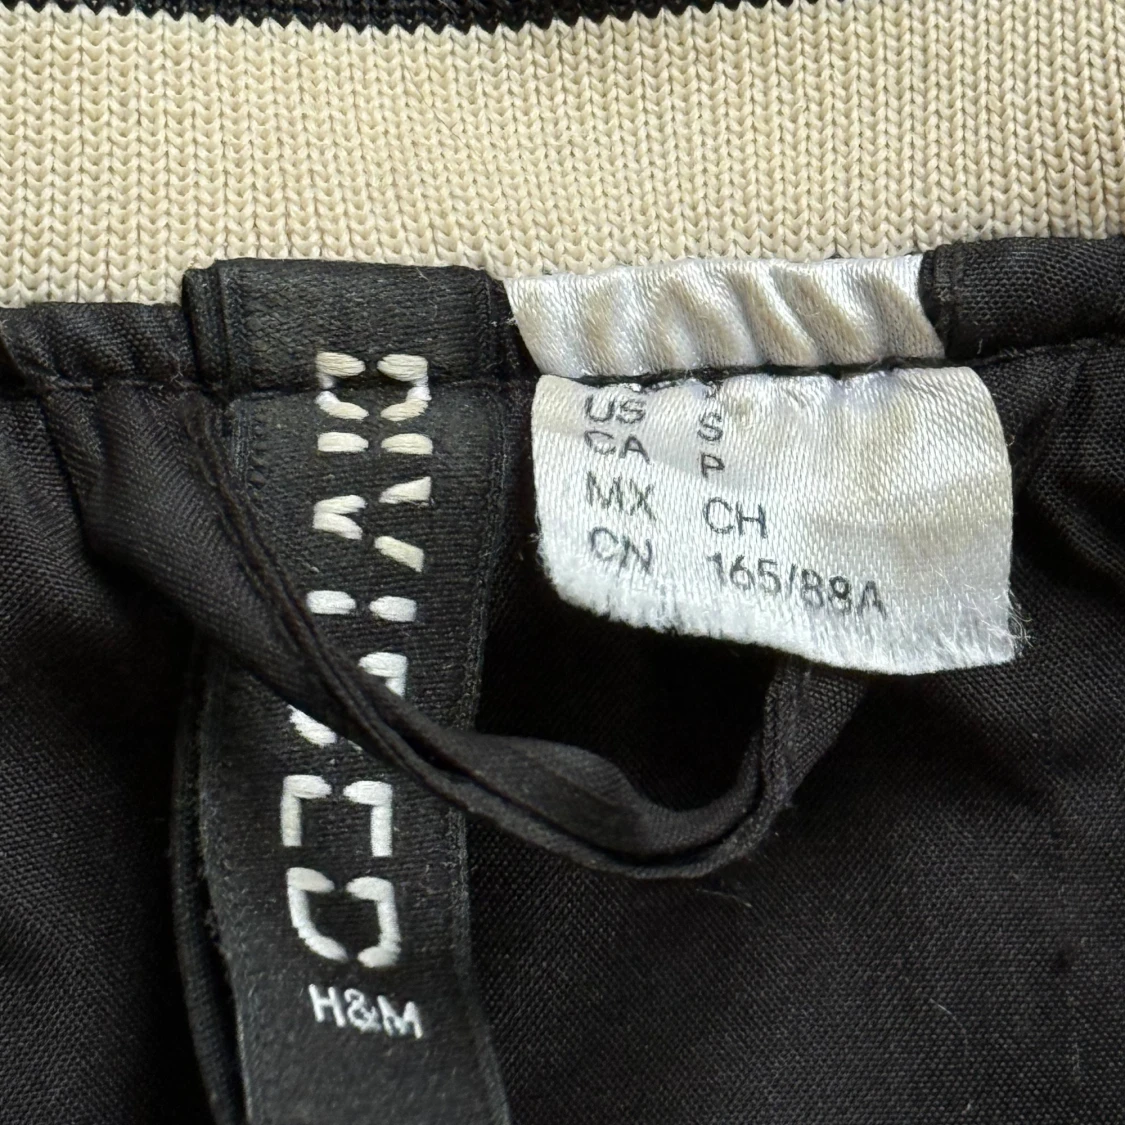 DIVIDED
H&M
US S
CA P
MX CH
CN 165/88A